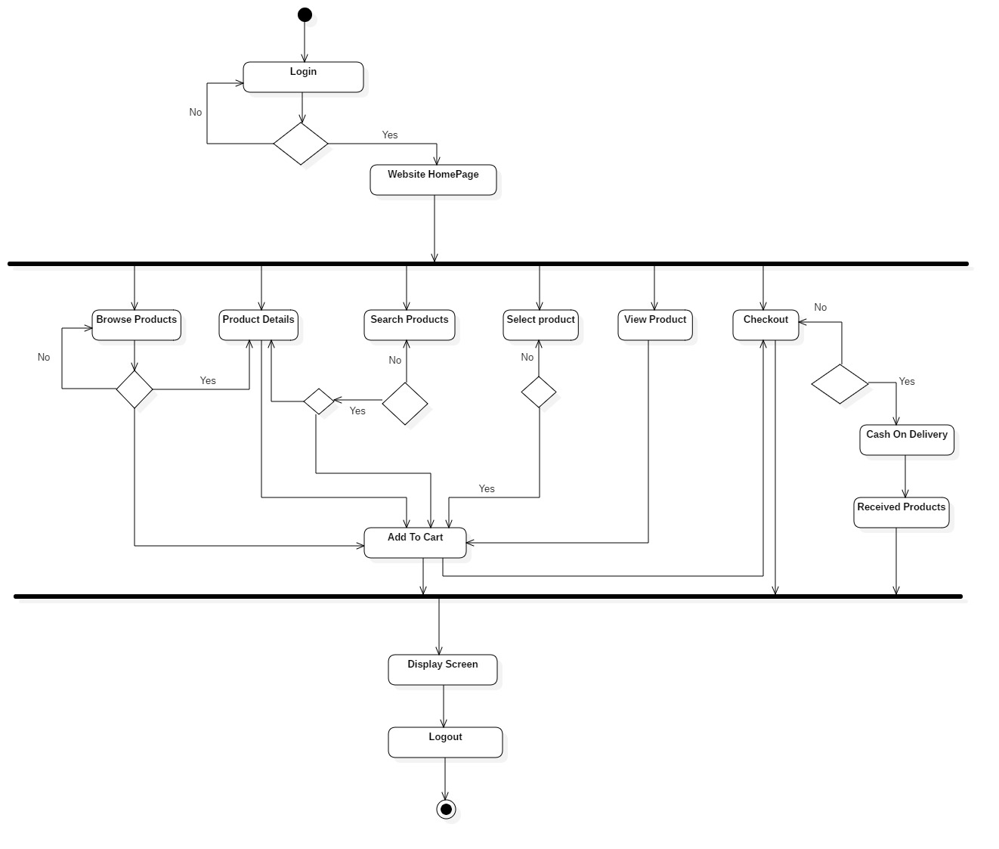 Login
No
Yes
Website HomePage
No
Browse Products
Product Details
Search Products
Select product
View Product
Checkout
No
No
No
Yes
Yes
Yes
Cash On Delivery
Yes
Received Products
Add To Cart
Display Screen
Logout